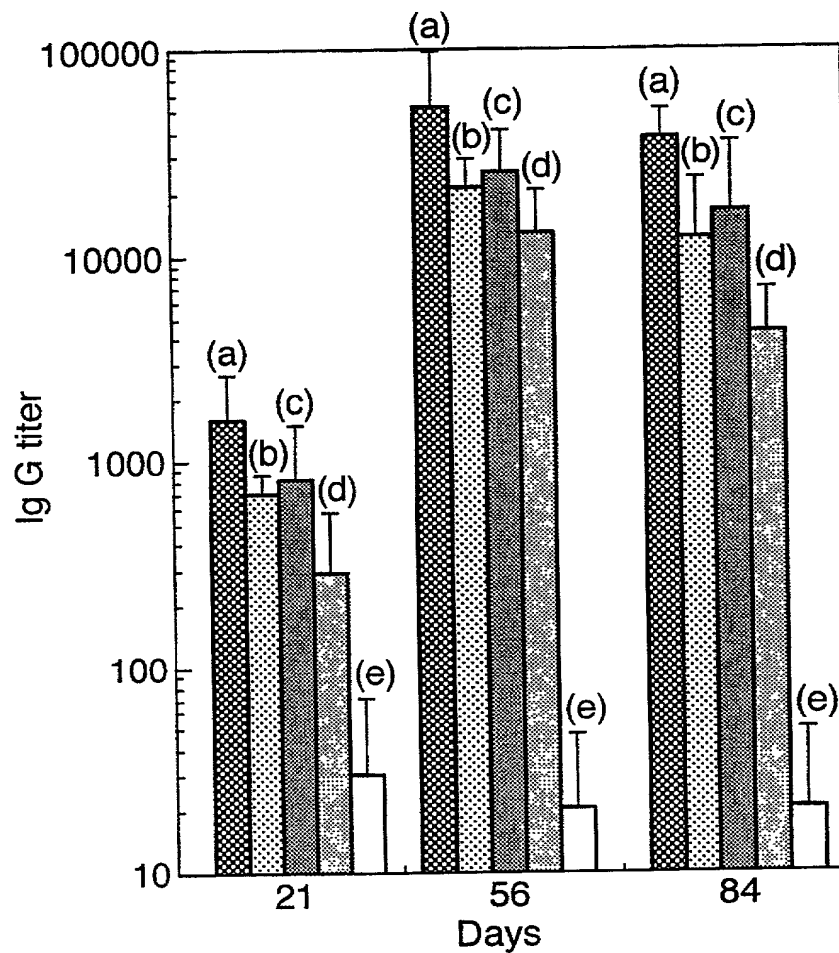 (a)
100000
(a)
(c)
(c)
(b)
(b)
(d)
10000
(d)
(a)
(c)
Ig G titer
1000
(b)
(d)
100
(e)
(e)
(e)
10
21
56
84
Days